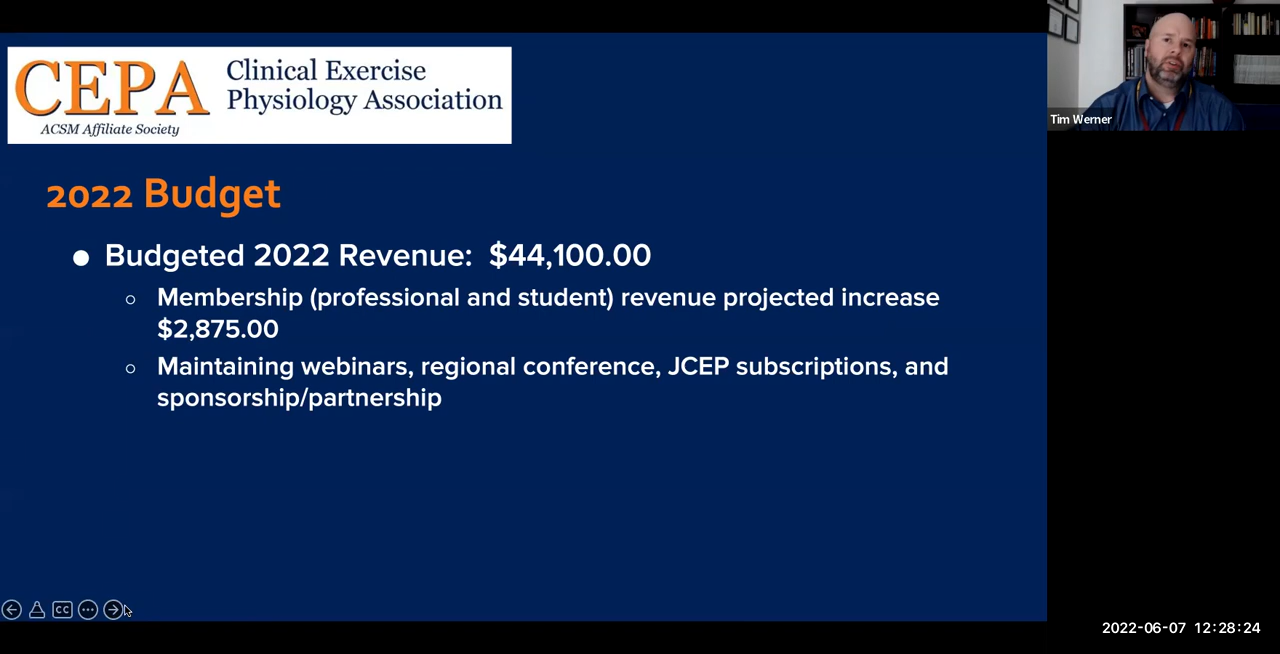 CEPA
ACSM Affiliate Society
Clinical Exercise
Physiology Association
Tim Werner
2022 Budget
● Budgeted 2022 Revenue: $44,100.00
○ Membership (professional and student) revenue projected increase
$2,875.00
○ Maintaining webinars, regional conference, JCEP subscriptions, and
sponsorship/partnership
CC
2022-06-07 12:28:24